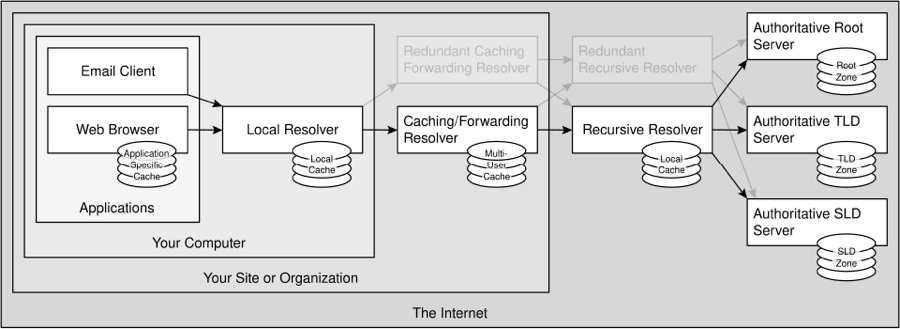 Email Client
Web Browser
Application
Specific
Cache
Applications
Your Computer
Local Resolver
Local
Cache
Your Site or Organization
Redundant Caching
Forwarding Resolver
Caching/Forwarding
Resolver
Multi-
User
Cache
Redundant
Recursive Resolver
Recursive Resolver
Local
Cache
Authoritative Root
Server
Root
Zone
Authoritative TLD
Server
TLD
Zone
Authoritative SLD
Server
SLD
Zone
The Internet